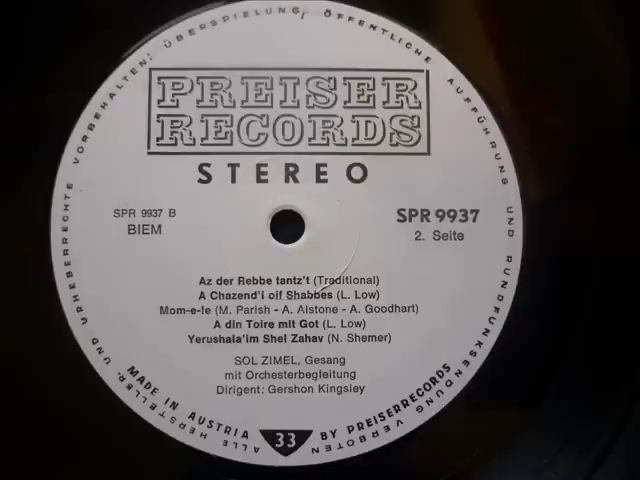 PREISER
RECORDS
STEREO
SPR 9937 B
BIEM
SPR 9937
2. Seite
Az der Rebbe tantz't (Traditional)
A Chazend'l oif Shabbes (L. Low)
Mom-e-le (M. Parish - A. Alstone - A. Goodhart)
A din Toire mit Got (L. Low)
Yerushala'im Shel Zahav (N. Shemer)
SOL ZIMEL, Gesang
mit Orchesterbegleitung
Dirigent: Gershon Kingsley
MADE IN AUSTRIA
33
BY PREISERRECORDS
ALLE HERSTELLER- UND URHEBERRECHTE VORBEHALTEN; ÜBERSPIELUNG, ÖFFENTLICHE AUFFÜHRUNG UND RUNDFUNKSENDUNG VERBOTEN